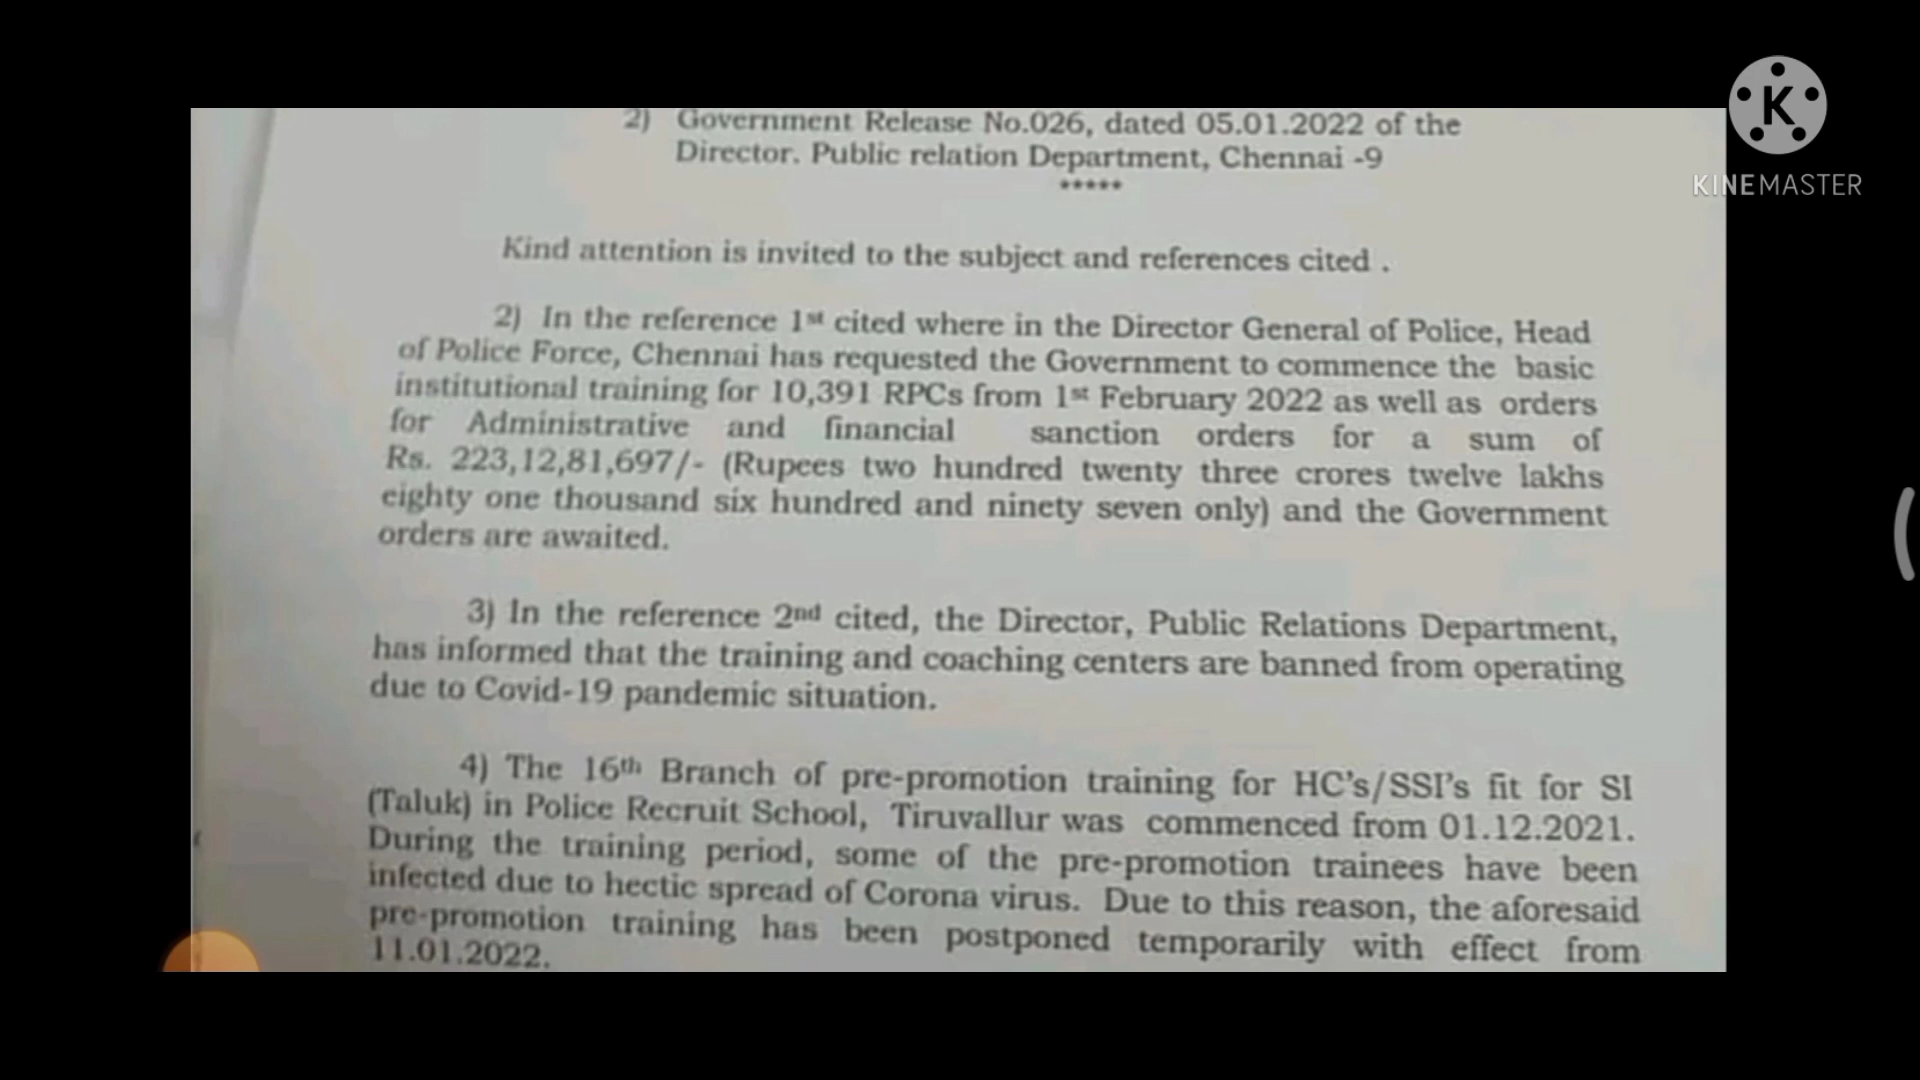 2) Government Release No.026, dated 05.01.2022 of the
Director. Public relation Department, Chennai -9
*****
K
KINEMASTER
Kind attention is invited to the subject and references cited .
2) In the reference 1st cited where in the Director General of Police, Head
of Police Force, Chennai has requested the Government to commence the basic
institutional training for 10,391 RPCs from 1st February 2022 as well as orders
for Administrative and financial sanction orders for a sum of
Rs. 223,12,81,697/- (Rupees two hundred twenty three crores twelve lakhs
eighty one thousand six hundred and ninety seven only) and the Government
orders are awaited.
3) In the reference 2nd cited, the Director, Public Relations Department,
has informed that the training and coaching centers are banned from operating
due to Covid-19 pandemic situation.
4) The 16th Branch of pre-promotion training for HC's/SSI's fit for SI
(Taluk) in Police Recruit School, Tiruvallur was commenced from 01.12.2021.
During the training period, some of the pre-promotion trainees have been
infected due to hectic spread of Corona virus. Due to this reason, the aforesaid
pre-promotion training has been postponed temporarily with effect from
11.01.2022.